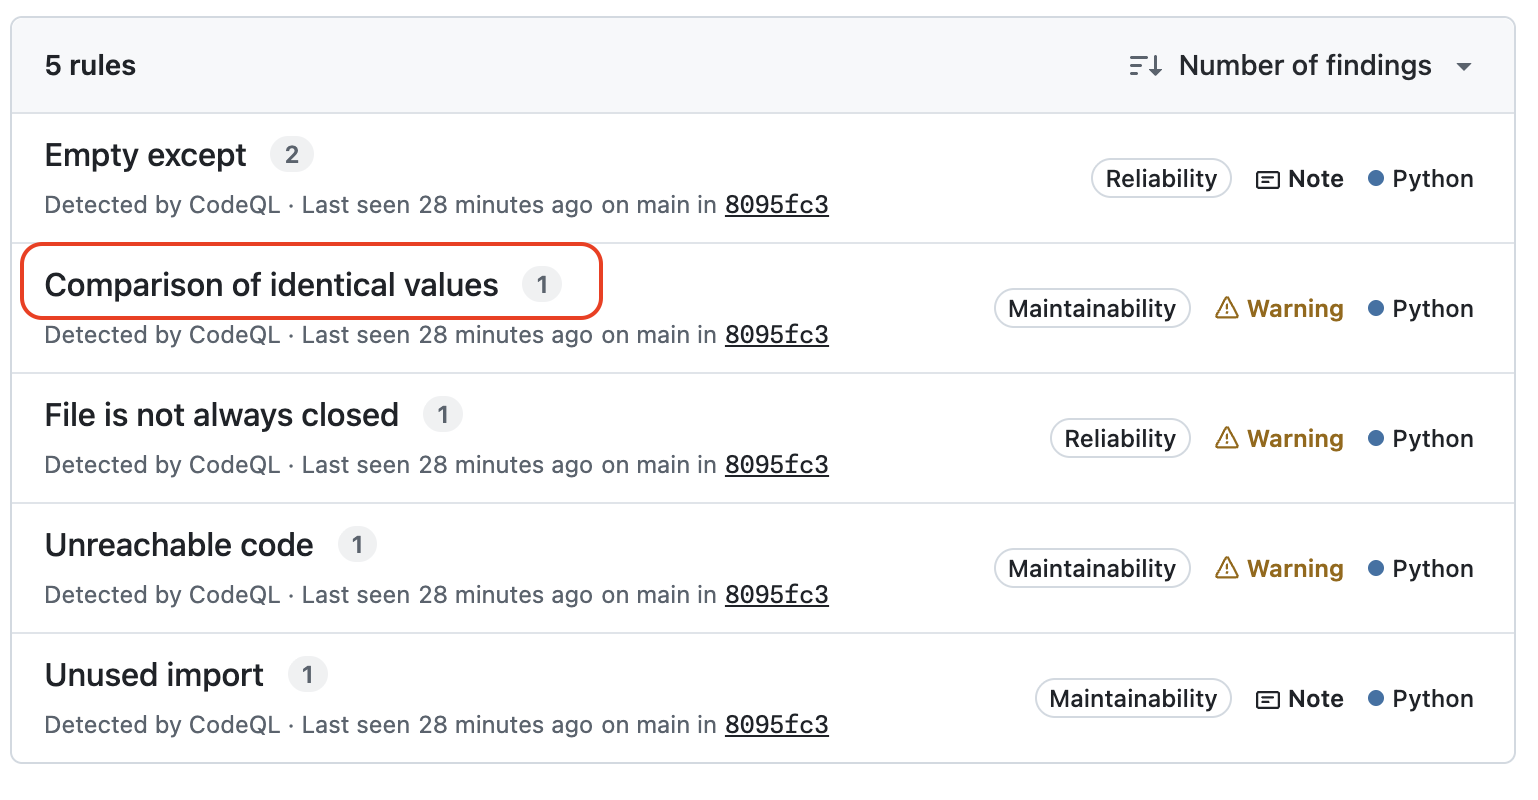 5 rules
Number of findings
Empty except 2
Detected by CodeQL · Last seen 28 minutes ago on main in 8095fc3
Reliability Note Python
Comparison of identical values 1
Detected by CodeQL · Last seen 28 minutes ago on main in 8095fc3
Maintainability Warning Python
File is not always closed 1
Detected by CodeQL · Last seen 28 minutes ago on main in 8095fc3
Reliability Warning Python
Unreachable code 1
Detected by CodeQL · Last seen 28 minutes ago on main in 8095fc3
Maintainability Warning Python
Unused import 1
Detected by CodeQL · Last seen 28 minutes ago on main in 8095fc3
Maintainability Note Python